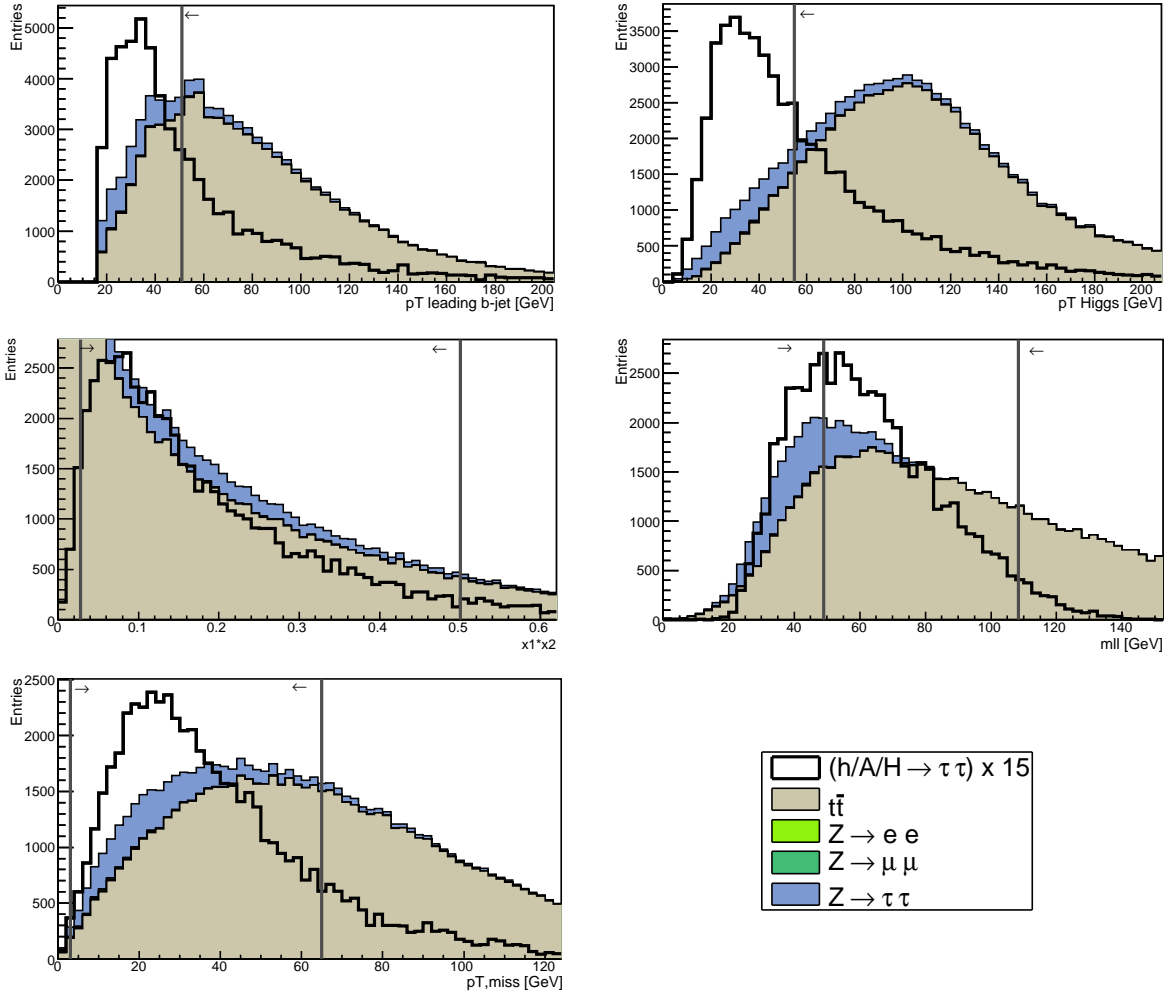 Entries
5000
4000
3000
2000
1000
0
←
0 20 40 60 80 100 120 140 160 180 200
pT leading b-jet [GeV]
Entries
3500
3000
2500
2000
1500
1000
500
0
←
0 20 40 60 80 100 120 140 160 180 200
pT Higgs [GeV]
Entries
2500
2000
1500
1000
500
0
→ ←
0 0.1 0.2 0.3 0.4 0.5 0.6
x1*x2
Entries
2500
2000
1500
1000
500
0
→ ←
0 20 40 60 80 100 120 140
mll [GeV]
Entries
2500
2000
1500
1000
500
0
→ ←
0 20 40 60 80 100 120
pT,miss [GeV]
(h/A/H → τ τ) x 15
tt̄
Z → e e
Z → μ μ
Z → τ τ